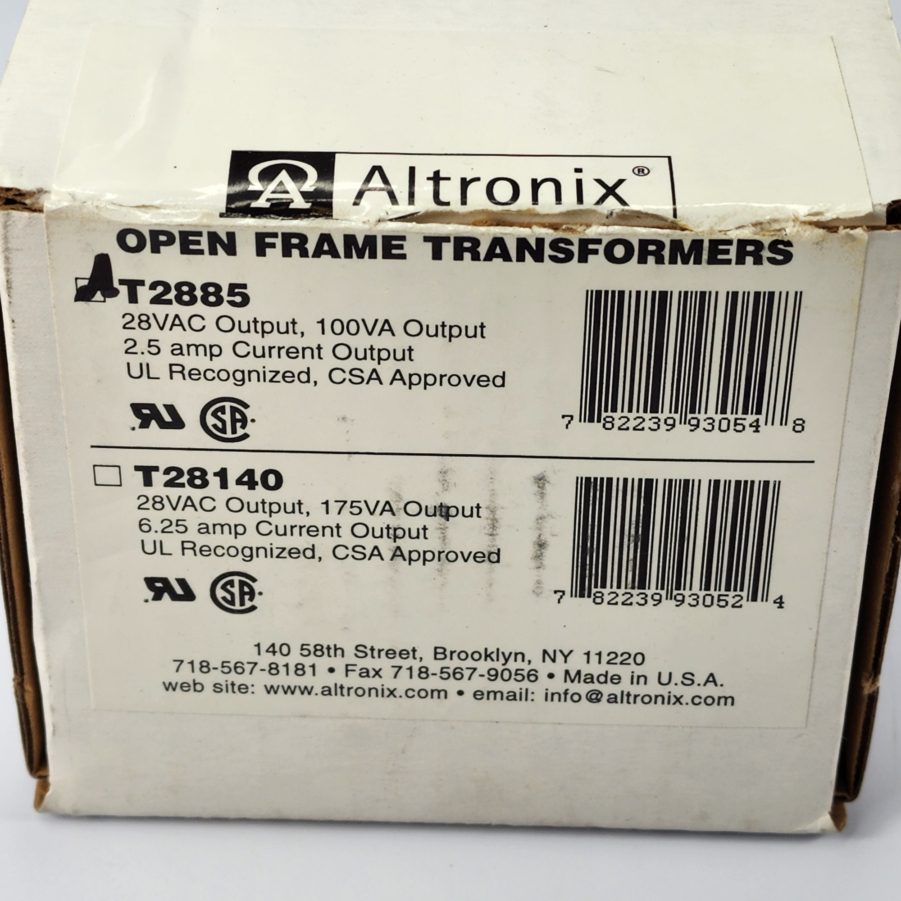 Altronix®
OPEN FRAME TRANSFORMERS
T2885
28VAC Output, 100VA Output
2.5 amp Current Output
UL Recognized, CSA Approved
7 82239 93054 8
T28140
28VAC Output, 175VA Output
6.25 amp Current Output
UL Recognized, CSA Approved
7 82239 93052 4
140 58th Street, Brooklyn, NY 11220
718-567-8181 • Fax 718-567-9056 • Made in U.S.A.
web site: www.altronix.com • email: info@altronix.com